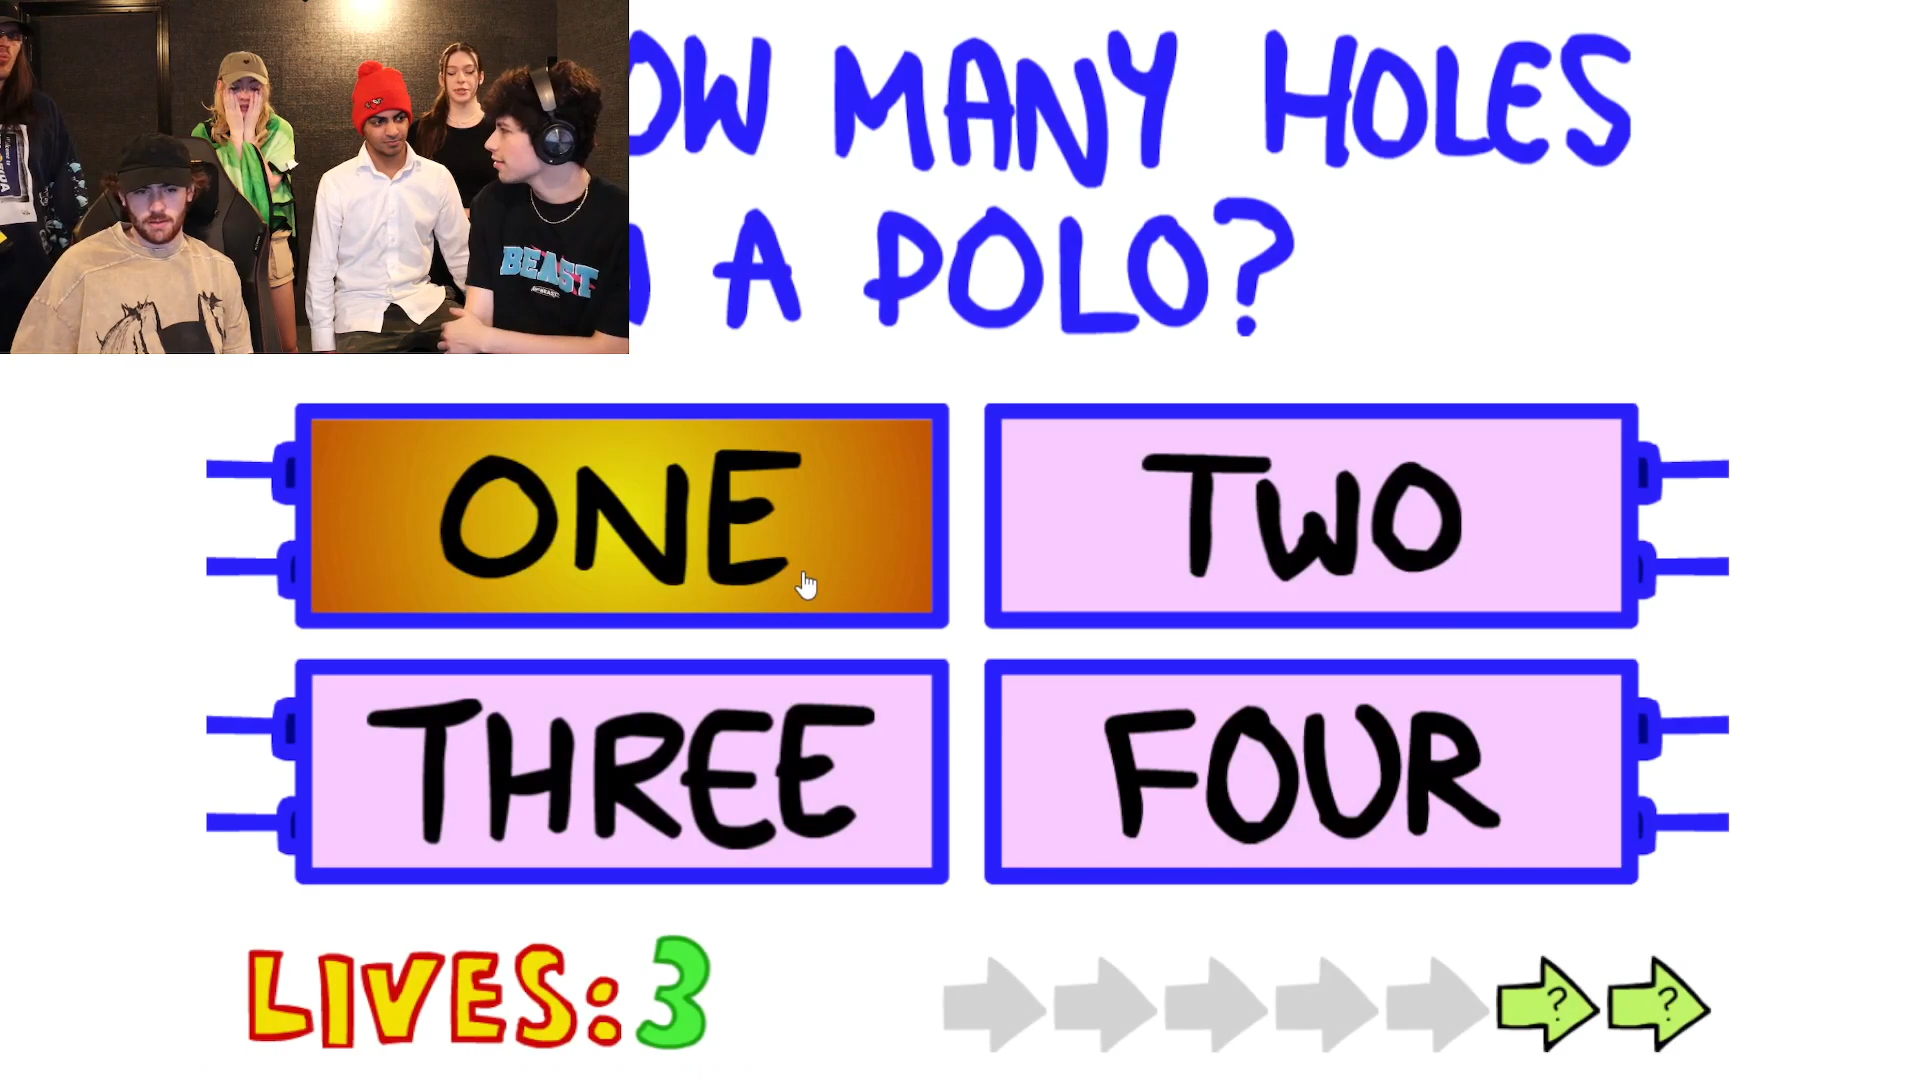 OW MANY HOLES
A POLO?
BEAST
ONE
TWO
THREE
FOUR
LIVES: 3
? ?